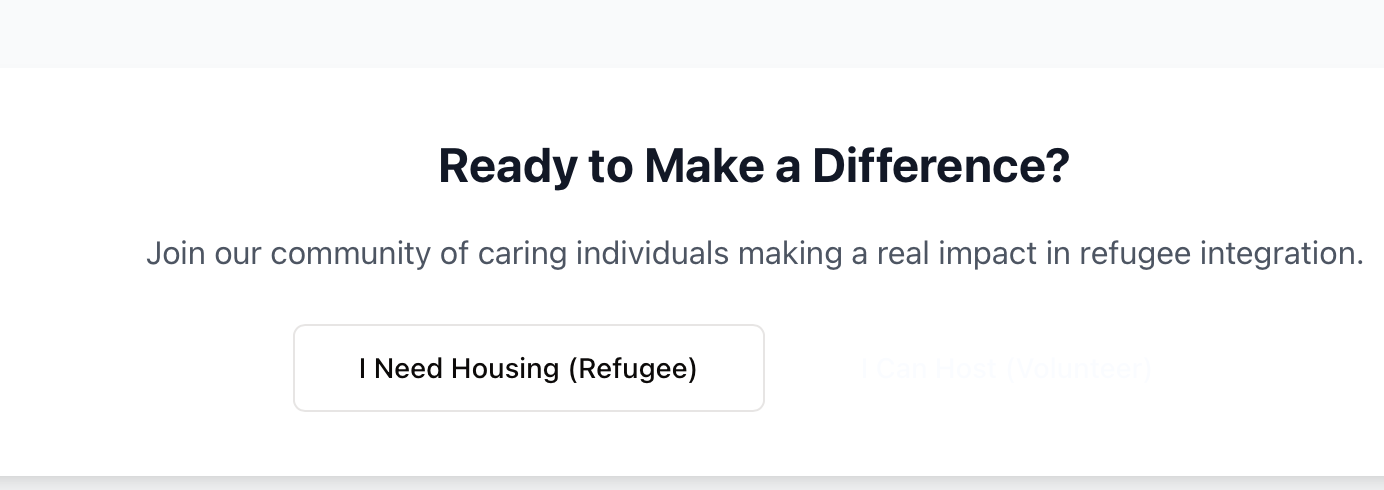 Ready to Make a Difference?
Join our community of caring individuals making a real impact in refugee integration.
I Need Housing (Refugee)
I Can Host (Volunteer)